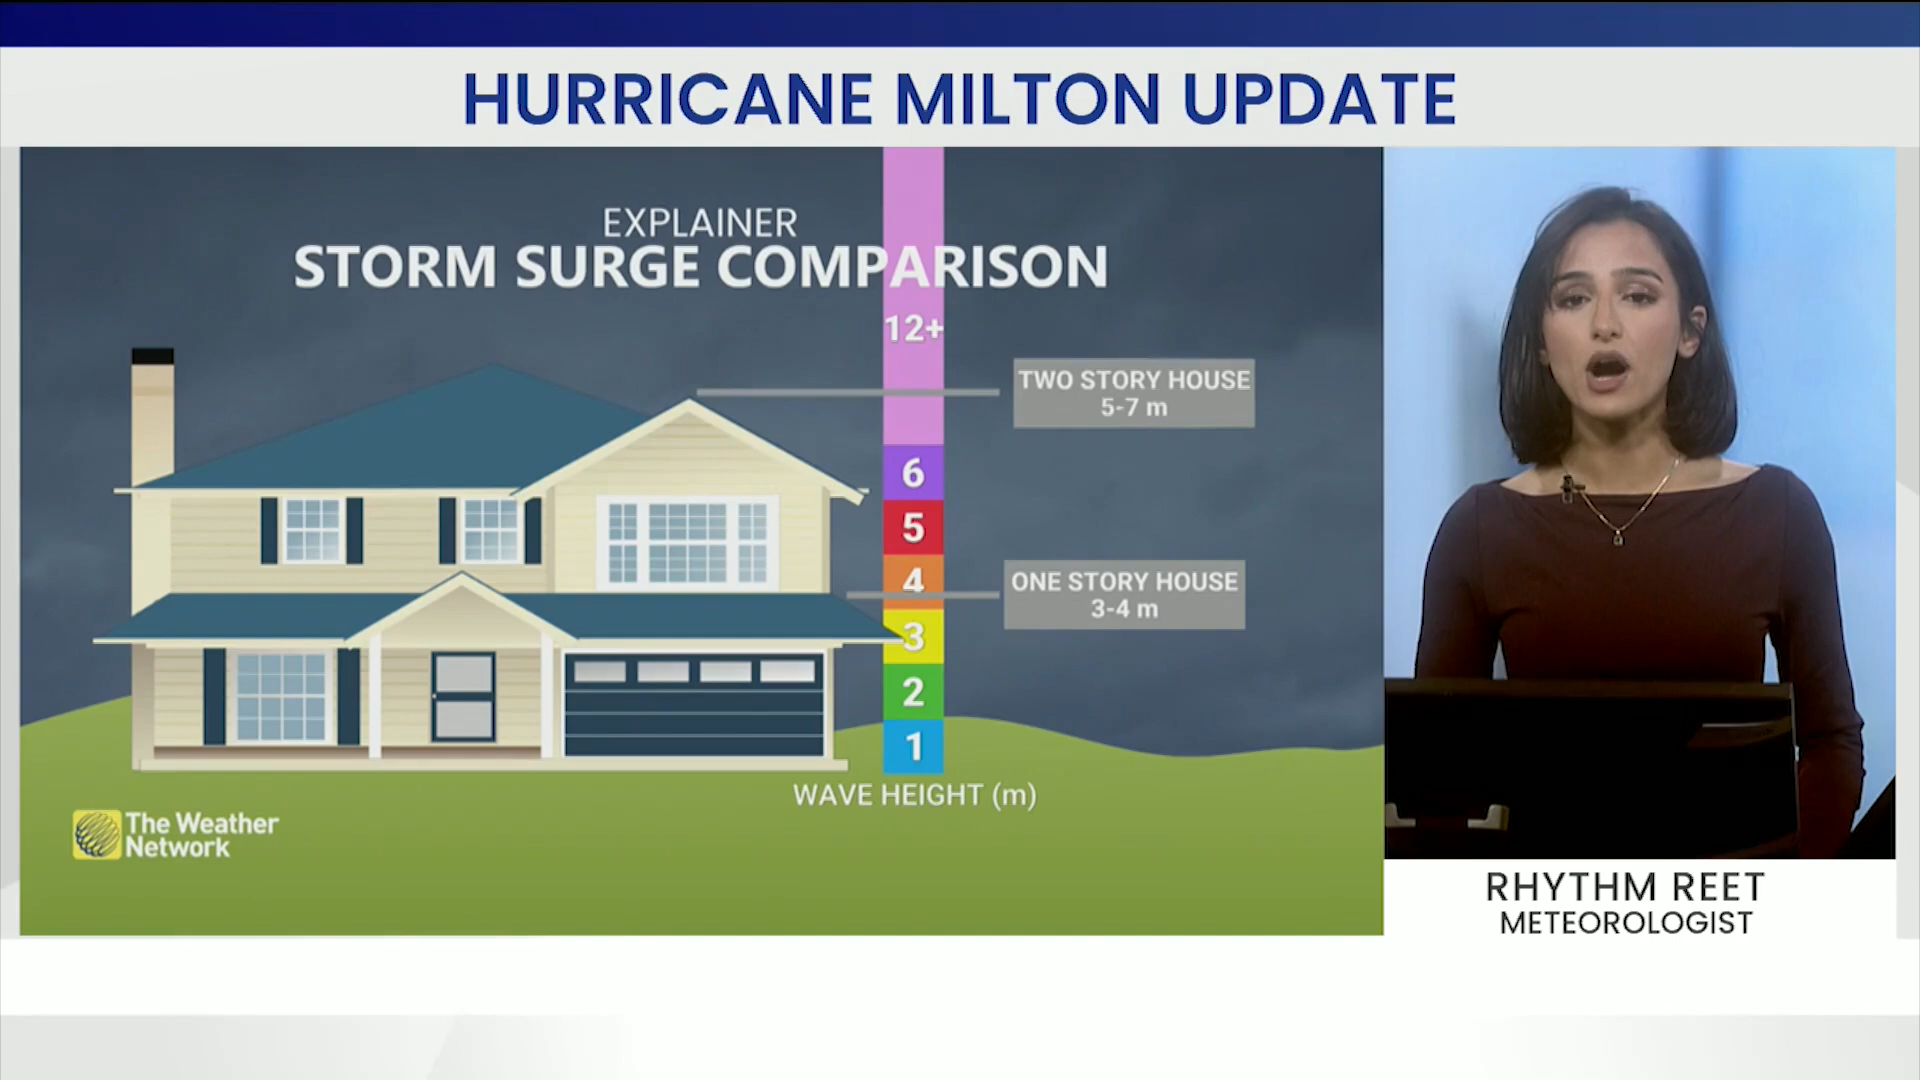 HURRICANE MILTON UPDATE
EXPLAINER
STORM SURGE COMPARISON
12+
TWO STORY HOUSE
5-7 m
6
5
4
ONE STORY HOUSE
3-4 m
3
2
1
WAVE HEIGHT (m)
The Weather
Network
RHYTHM REET
METEOROLOGIST